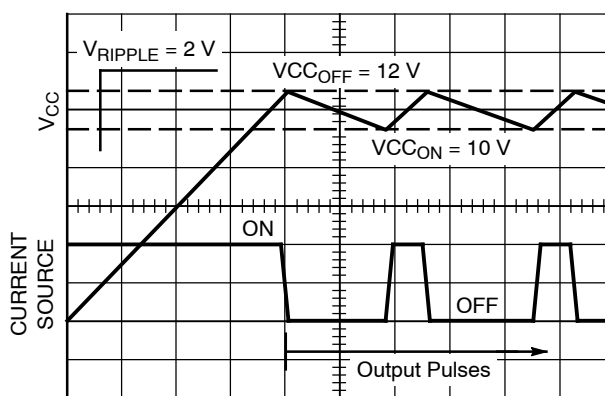 V_RIPPLE = 2 V
VCC_OFF = 12 V
V_CC
VCC_ON = 10 V
ON
CURRENT
SOURCE
OFF
Output Pulses